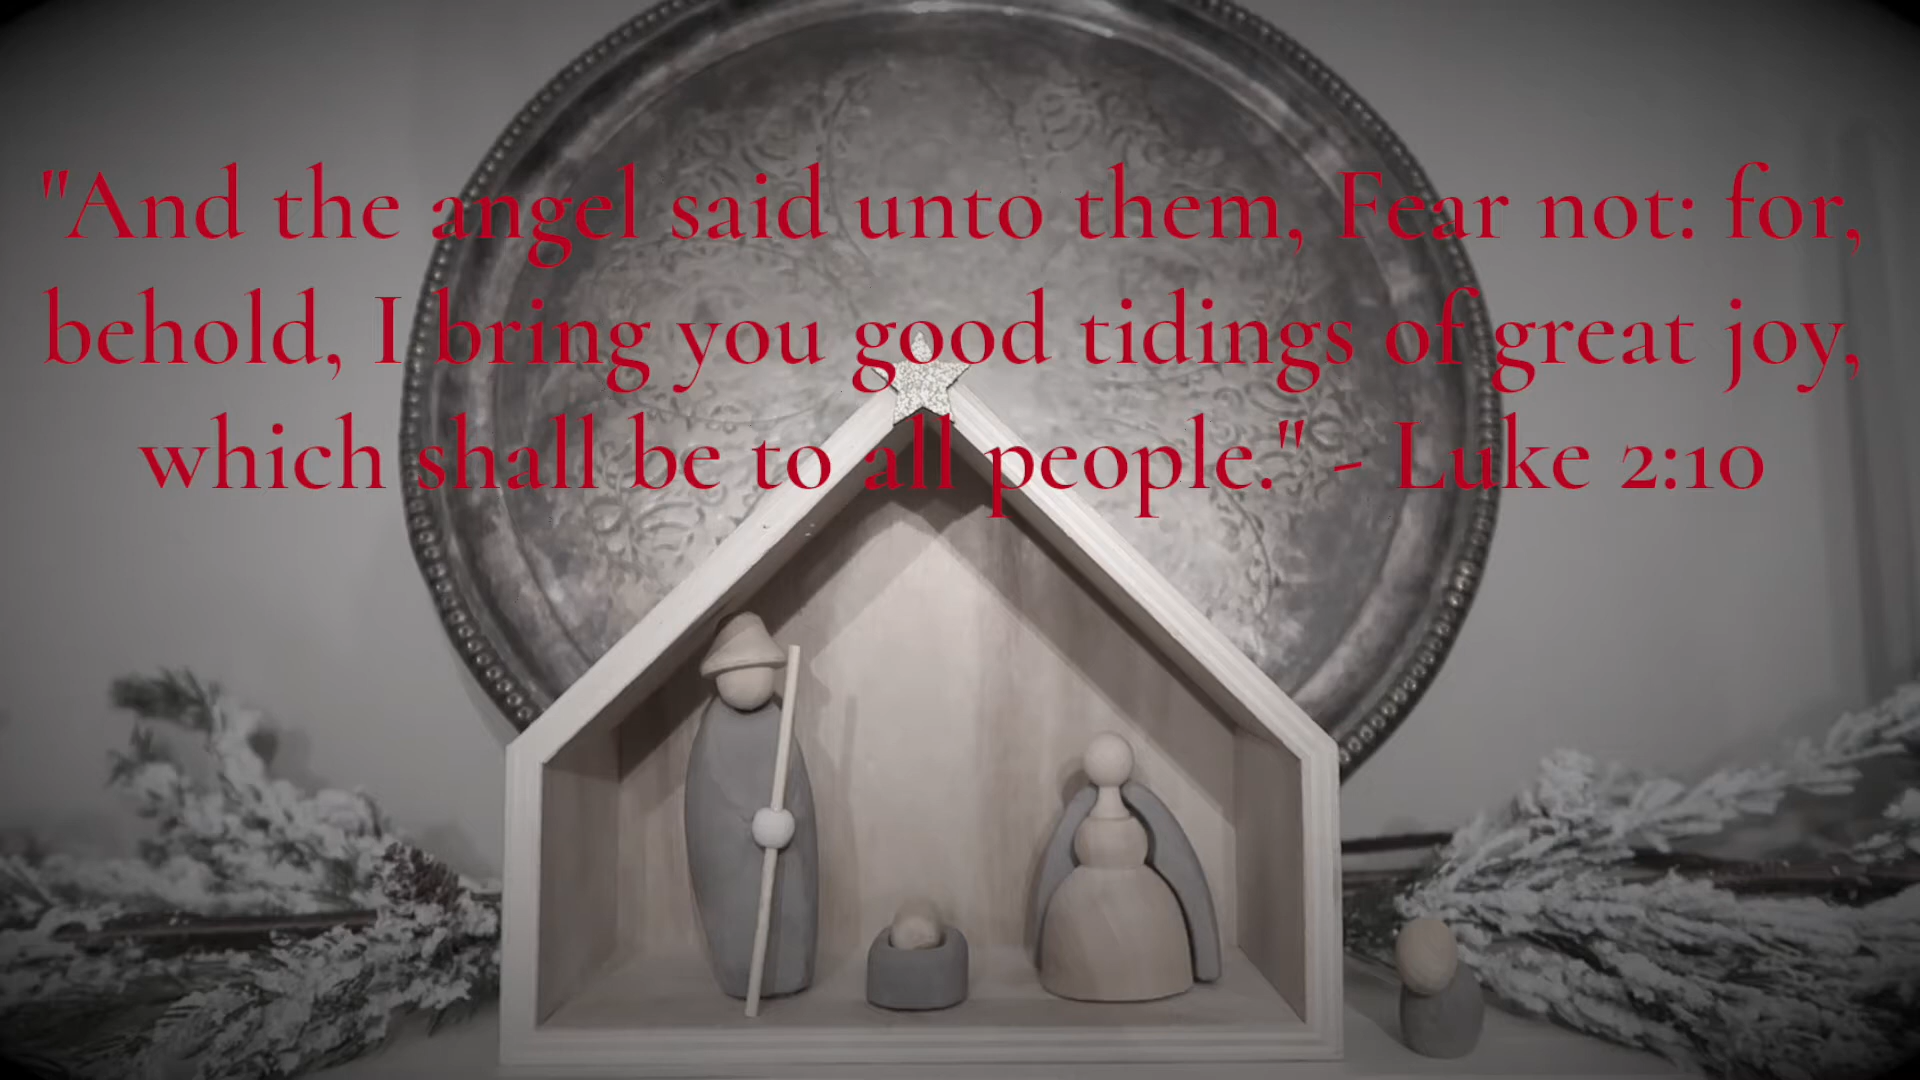 "And the angel said unto them, Fear not: for,
behold, I bring you good tidings of great joy,
which shall be to all people." - Luke 2:10